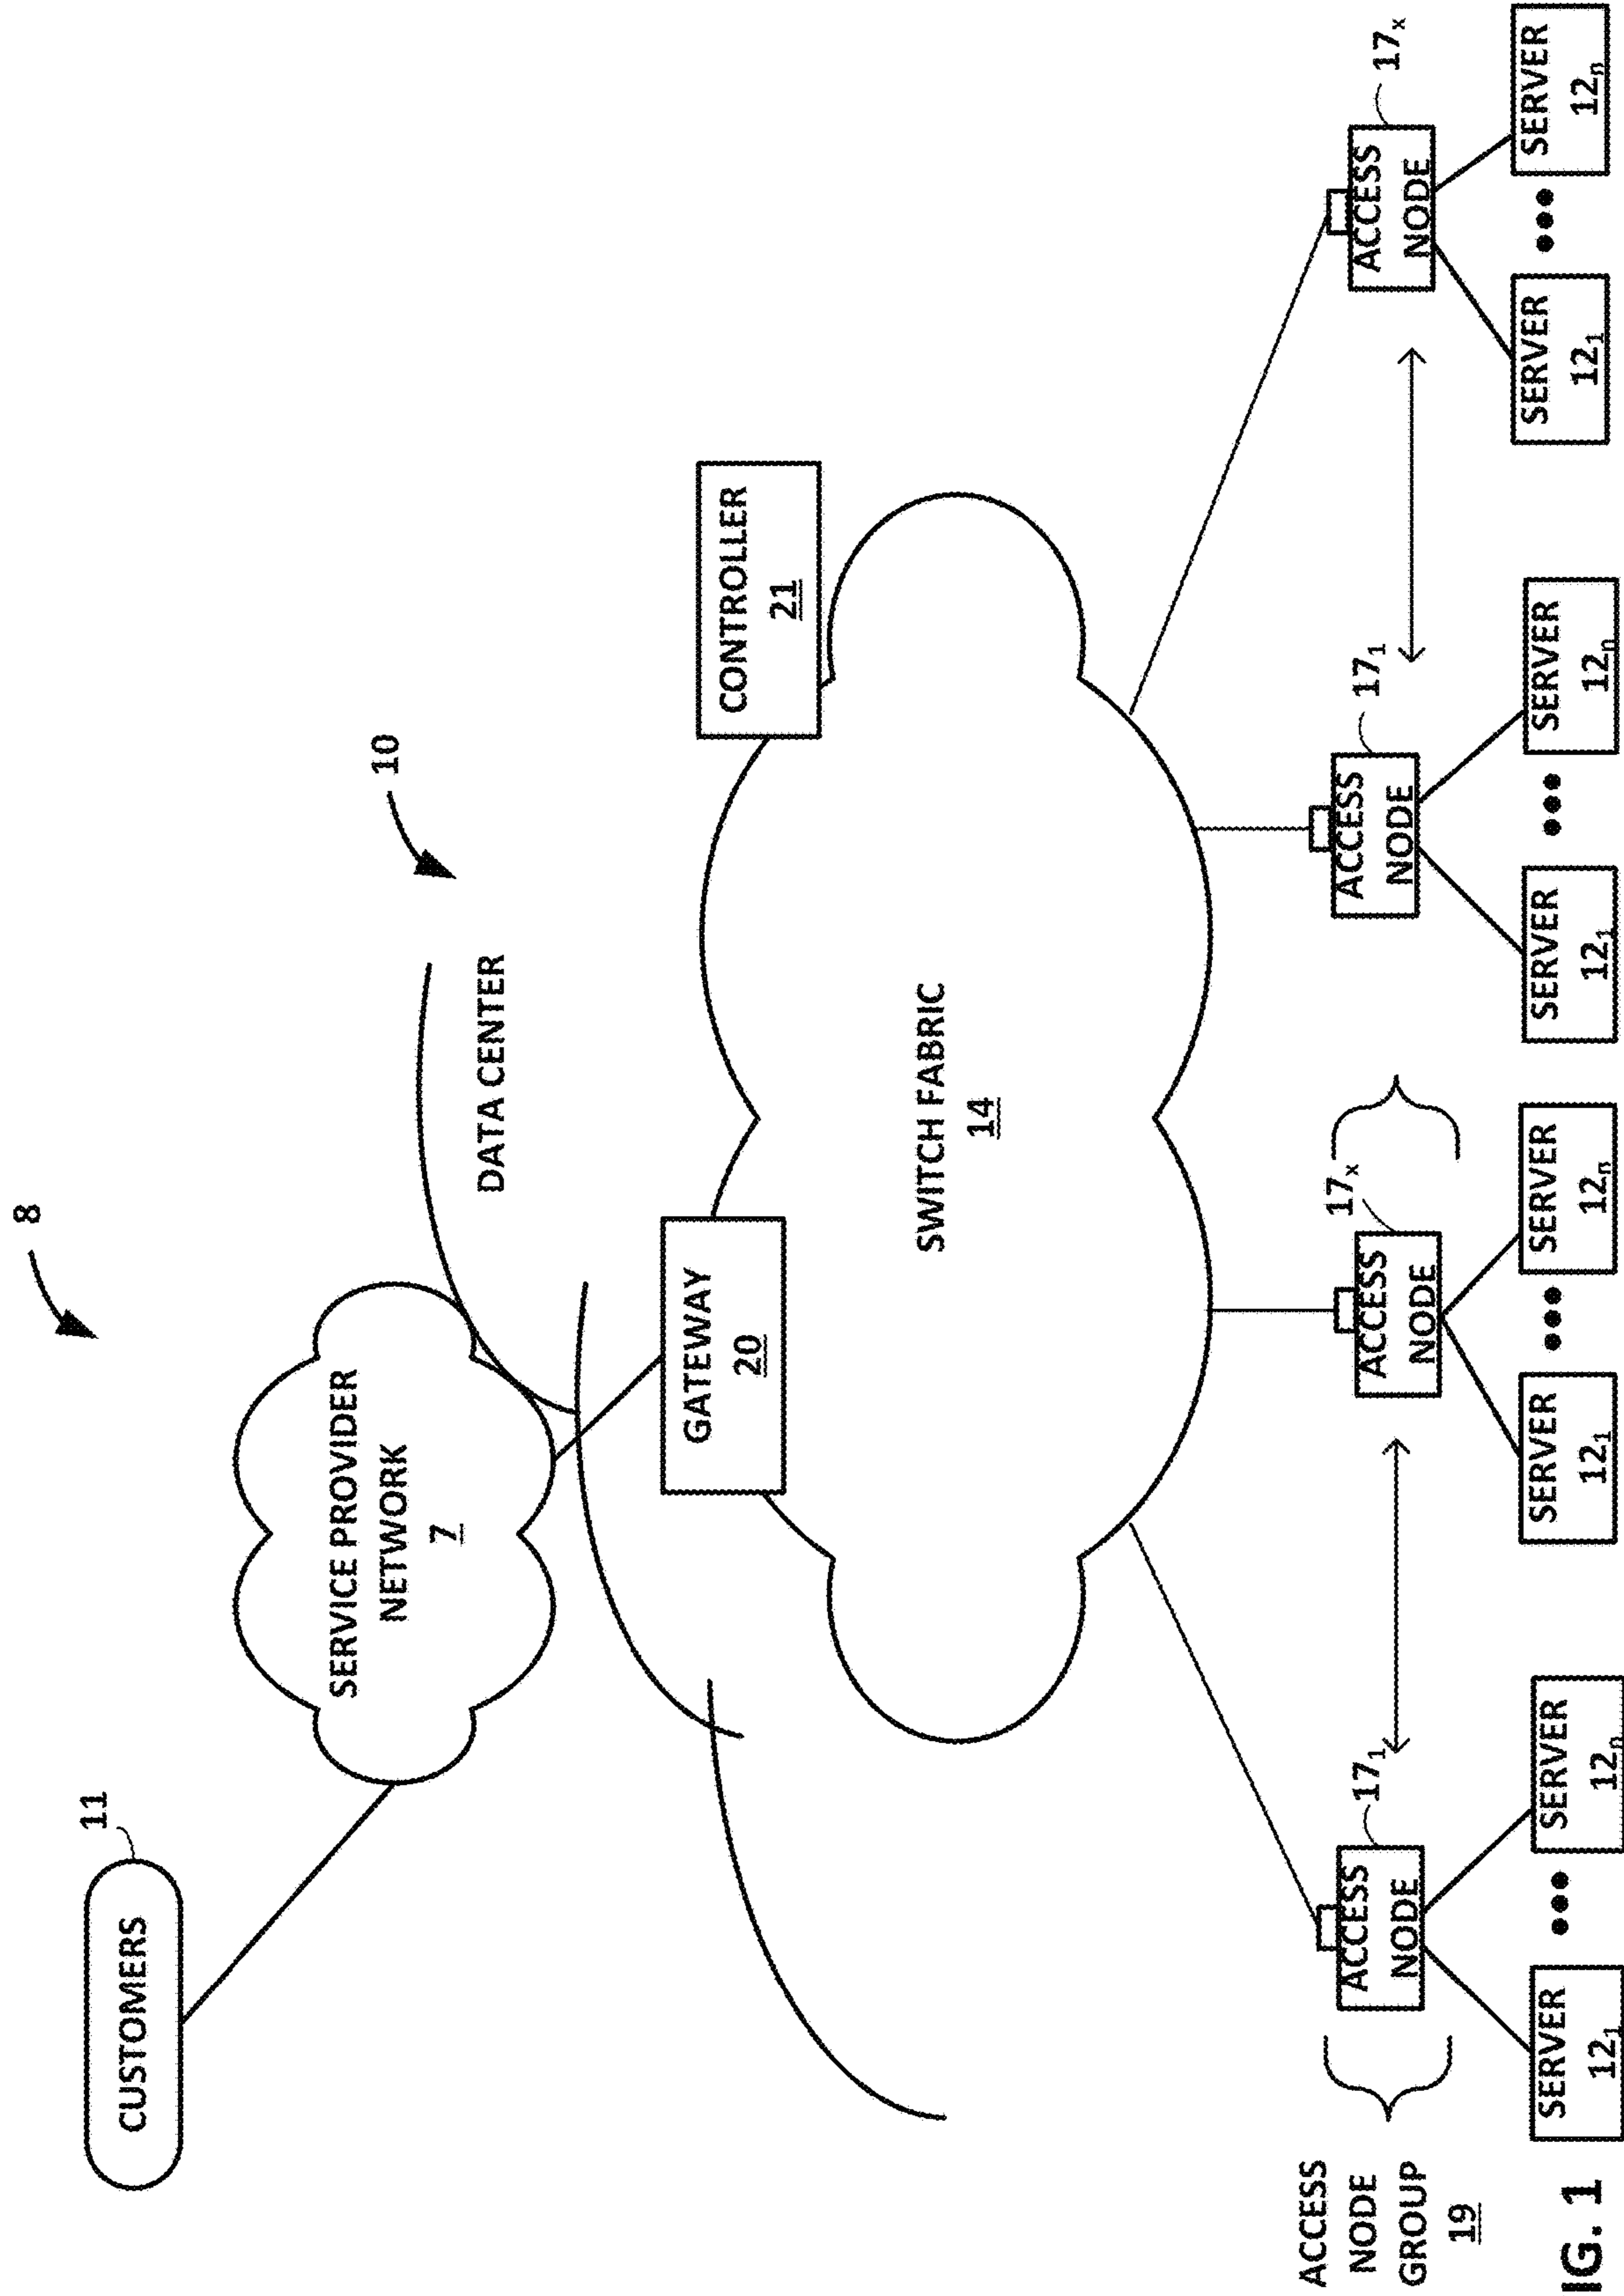 8
CUSTOMERS
11
SERVICE PROVIDER
NETWORK
7
10
DATA CENTER
GATEWAY
20
CONTROLLER
21
SWITCH FABRIC
14
ACCESS
NODE
GROUP
19
ACCESS
NODE
17₁
ACCESS
NODE
17ₓ
ACCESS
NODE
17₁
ACCESS
NODE
17ₓ
SERVER
12₁
SERVER
12ₙ
SERVER
12₁
SERVER
12ₙ
SERVER
12₁
SERVER
12ₙ
SERVER
12₁
SERVER
12ₙ
IG. 1